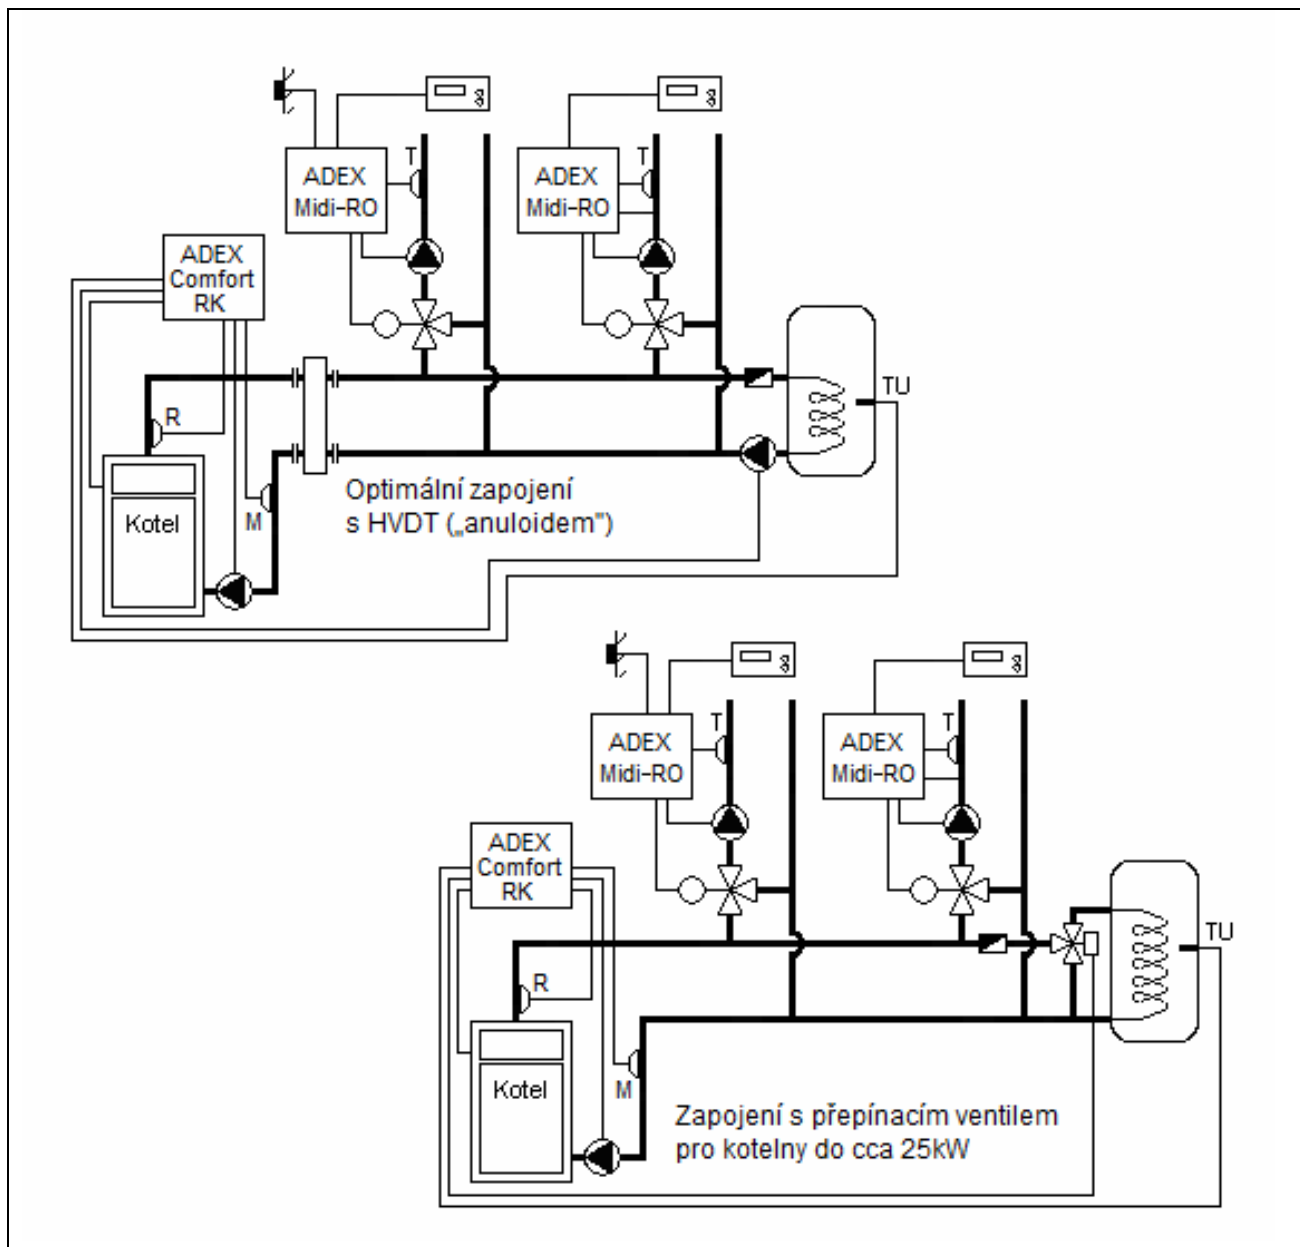 T
ADEX
Midi-RO
T
ADEX
Midi-RO
ADEX
Comfort
RK
R
TU
Kotel
M
Optimální zapojení
s HVDT („anuloidem")
T
ADEX
Midi-RO
T
ADEX
Midi-RO
ADEX
Comfort
RK
R
TU
Kotel
M
Zapojení s přepínacím ventilem
pro kotelny do cca 25kW